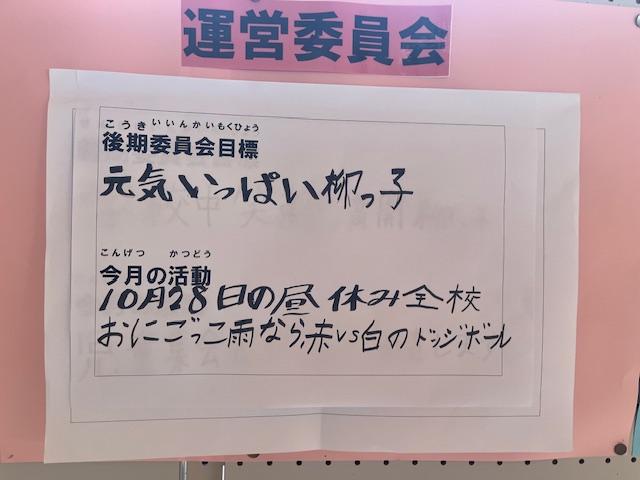 運営委員会
こうきいいんかいもくひょう
後期委員会目標
元気いっぱい柳っ子
こんげつ かつどう
今月の活動
10月28日の昼休み全校
おにごっこ雨なら,赤vs白のドッジボール